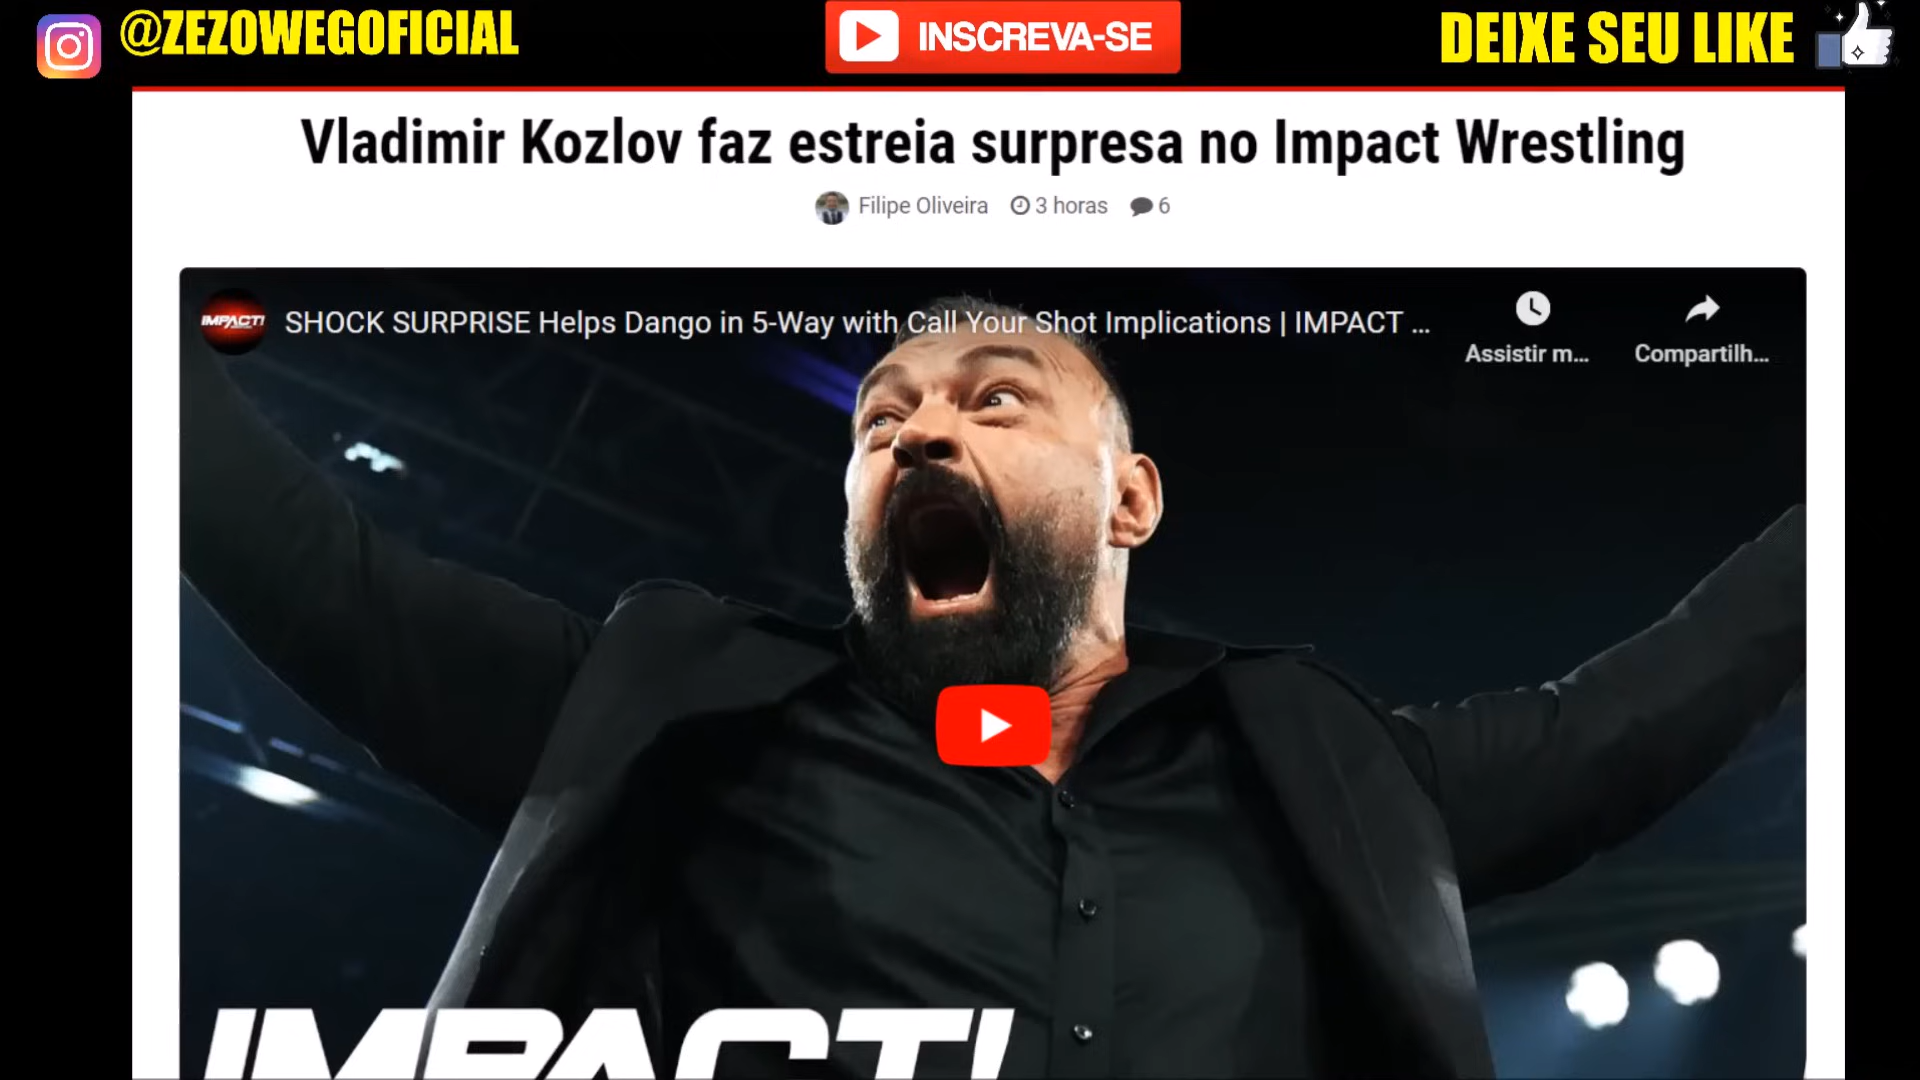 @ZEZOWEGOFICIAL
INSCREVA-SE
DEIXE SEU LIKE
Vladimir Kozlov faz estreia surpresa no Impact Wrestling
Filipe Oliveira 3 horas 6
IMPACT! SHOCK SURPRISE Helps Dango in 5-Way with Call Your Shot Implications | IMPACT ...
Assistir m... Compartilh...
IMPACT!